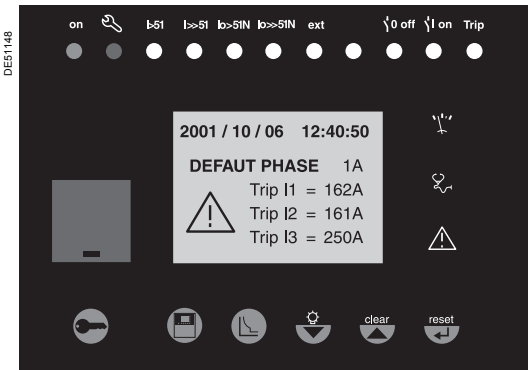 DE51148
on I>51 I>>51 Io>51N Io>>51N ext 0 off I on Trip
2001 / 10 / 06 12:40:50
DEFAUT PHASE 1A
Trip I1 = 162A
Trip I2 = 161A
Trip I3 = 250A
clear reset